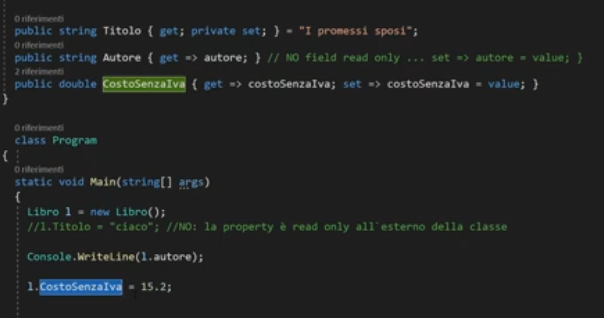 0 riferimenti
public string Titolo { get; private set; } = "I promessi sposi";
0 riferimenti
public string Autore { get => autore; } // NO field read only ... set => autore = value; }
2 riferimenti
public double CostoSenzaIva { get => costoSenzaIva; set => costoSenzaIva = value; }
}
0 riferimenti
class Program
{
0 riferimenti
static void Main(string[] args)
{
Libro l = new Libro();
//l.Titolo = "ciaco"; //NO: la property è read only all`esterno della classe
Console.WriteLine(l.autore);
l.CostoSenzaIva = 15.2;